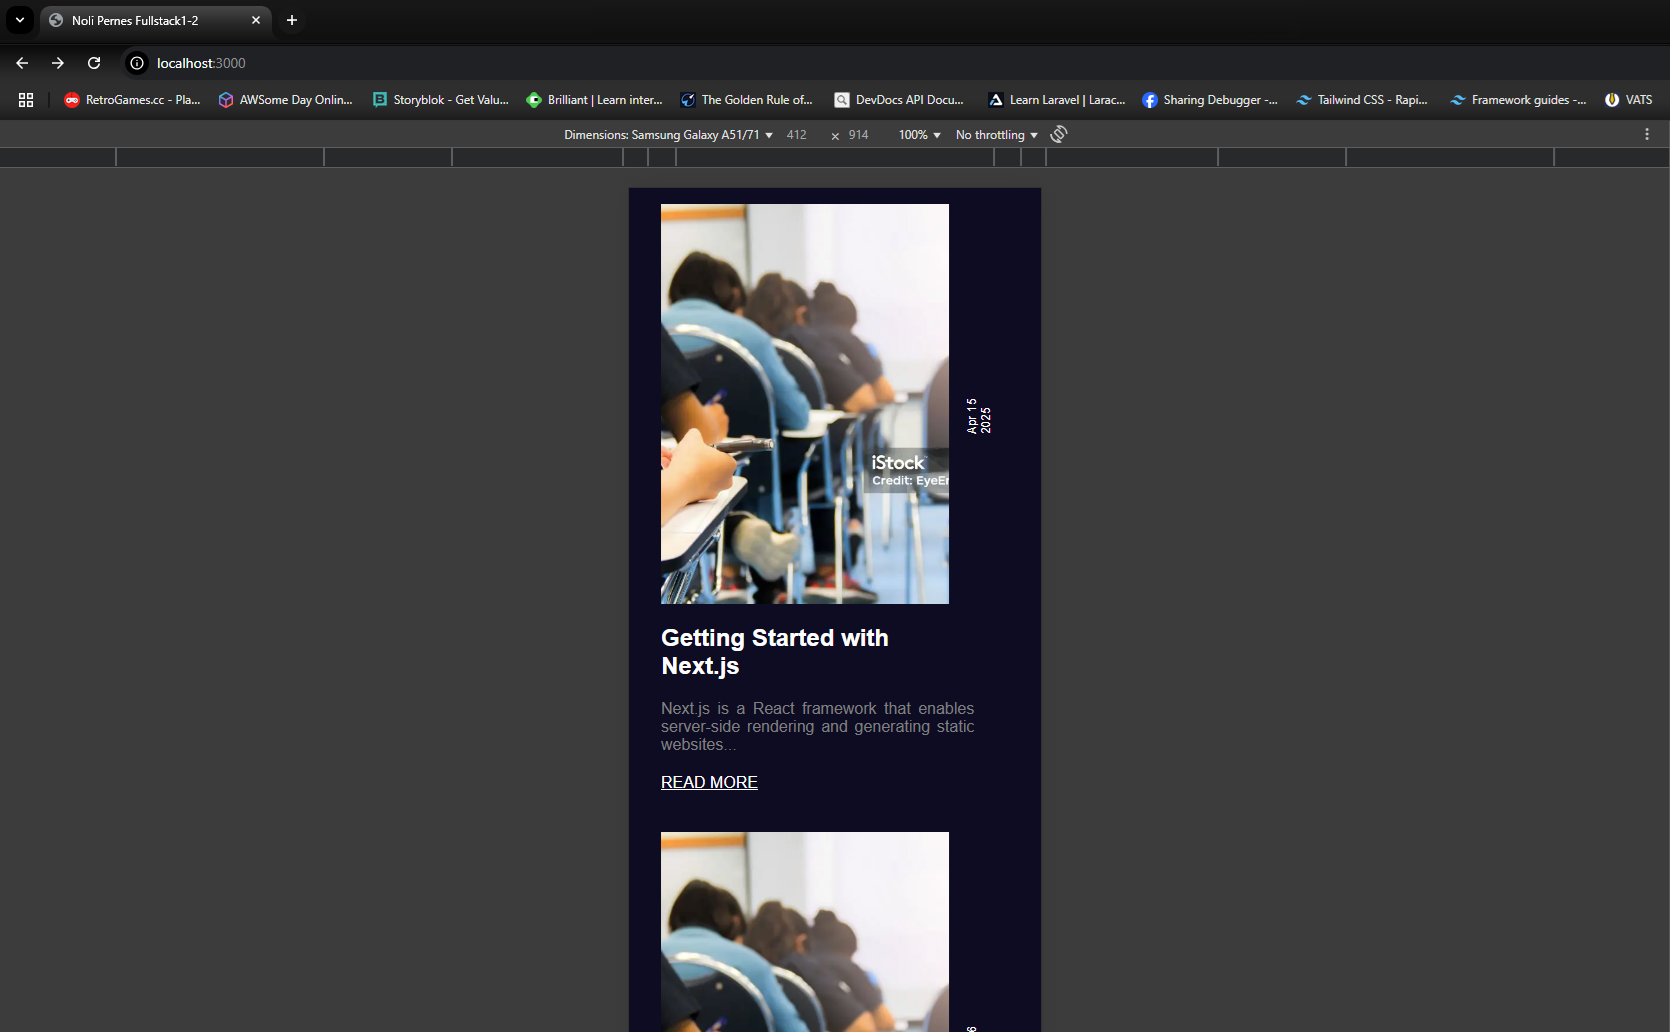 Noli Pernes Fullstack1-2
localhost:3000
RetroGames.cc - Pla...
AWSome Day Onlin...
Storyblok - Get Valu...
Brilliant | Learn inter...
The Golden Rule of...
DevDocs API Docu...
Learn Laravel | Larac...
Sharing Debugger -...
Tailwind CSS - Rapi...
Framework guides -...
VATS
Dimensions: Samsung Galaxy A51/71 412 x 914 100% No throttling
Apr 15
2025
iStock
Credit: EyeEr
Getting Started with
Next.js
Next.js is a React framework that enables
server-side rendering and generating static
websites...
READ MORE